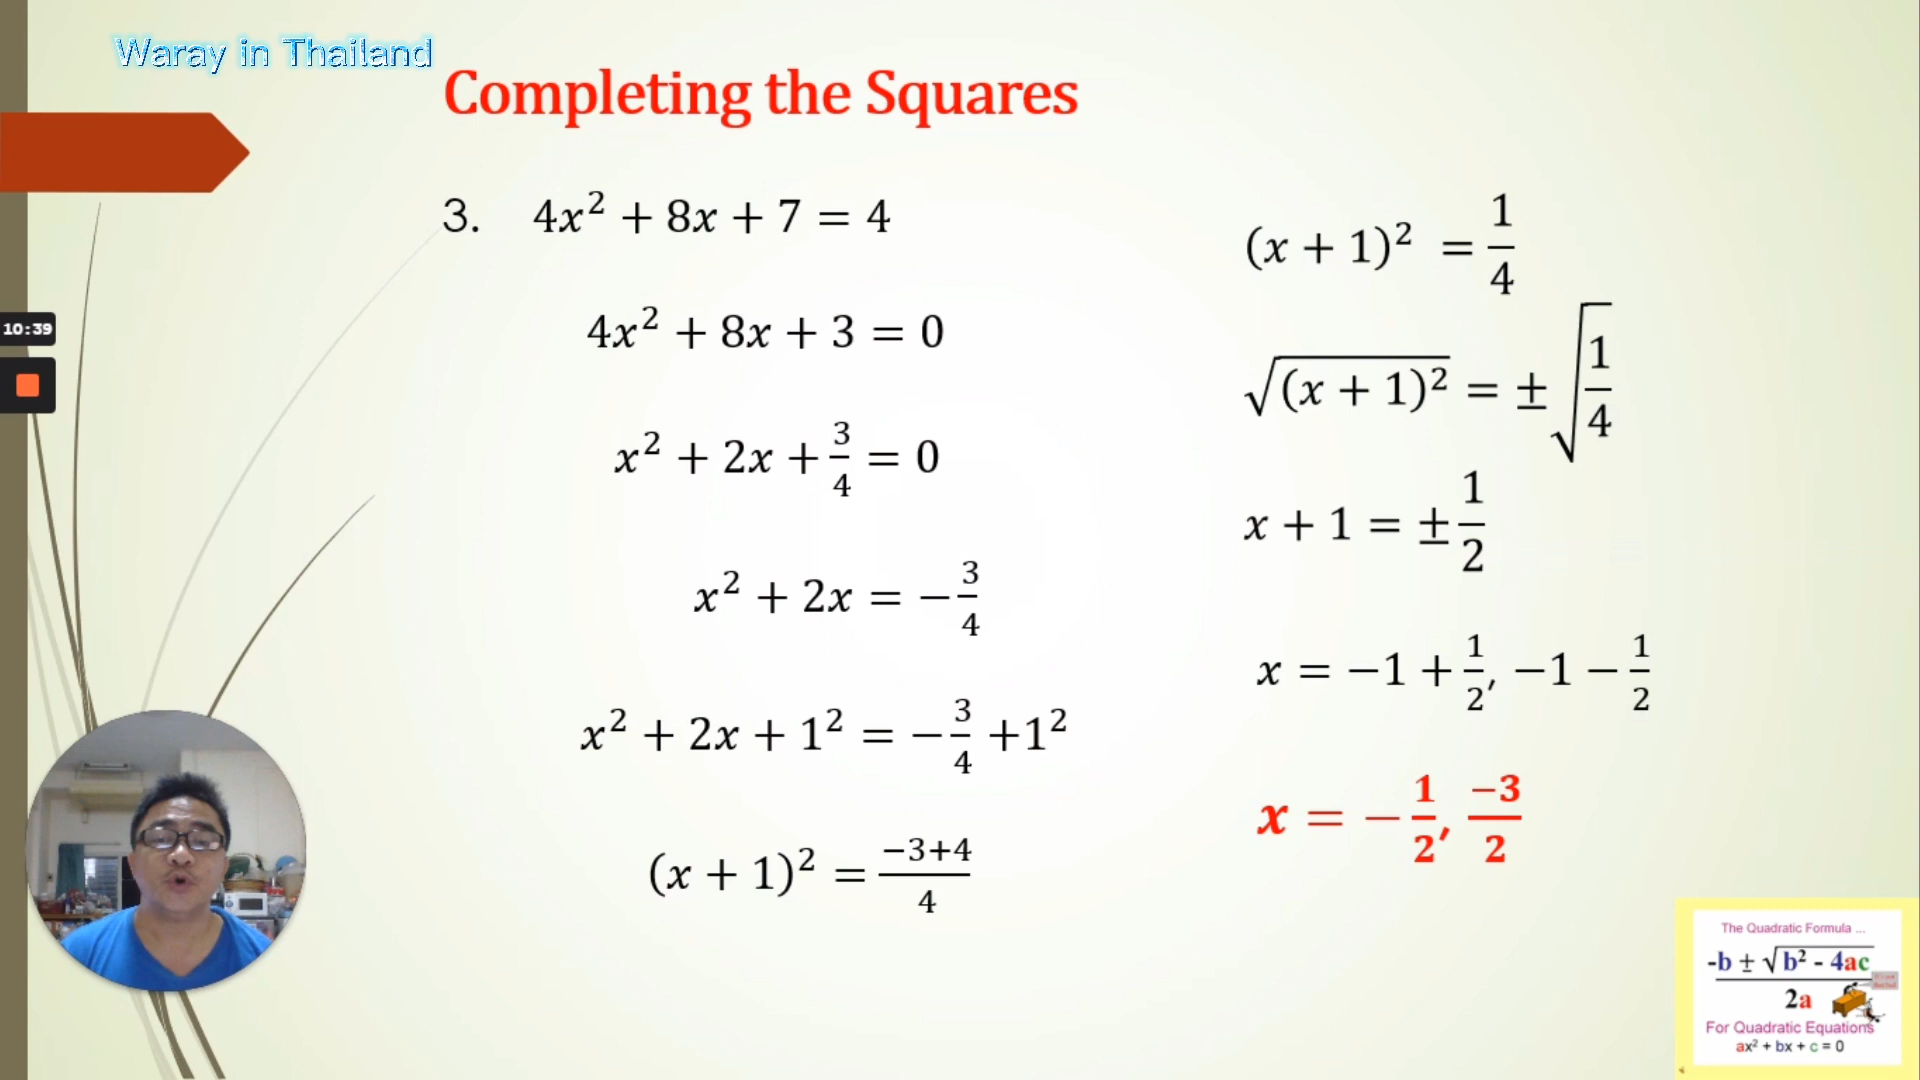 Waray in Thailand
Completing the Squares
3. 4x² + 8x + 7 = 4
4x² + 8x + 3 = 0
x² + 2x + 3/4 = 0
x² + 2x = −3/4
x² + 2x + 1² = −3/4 +1²
(x + 1)² = −3+4/4
(x + 1)² = 1/4
√(x + 1)² = ± √1/4
x + 1 = ±1/2
x = −1 + 1/2, −1 − 1/2
x = −1/2, −3/2
10:39
The Quadratic Formula ...
-b ± √b² - 4ac
2a
For Quadratic Equations
ax² + bx + c = 0